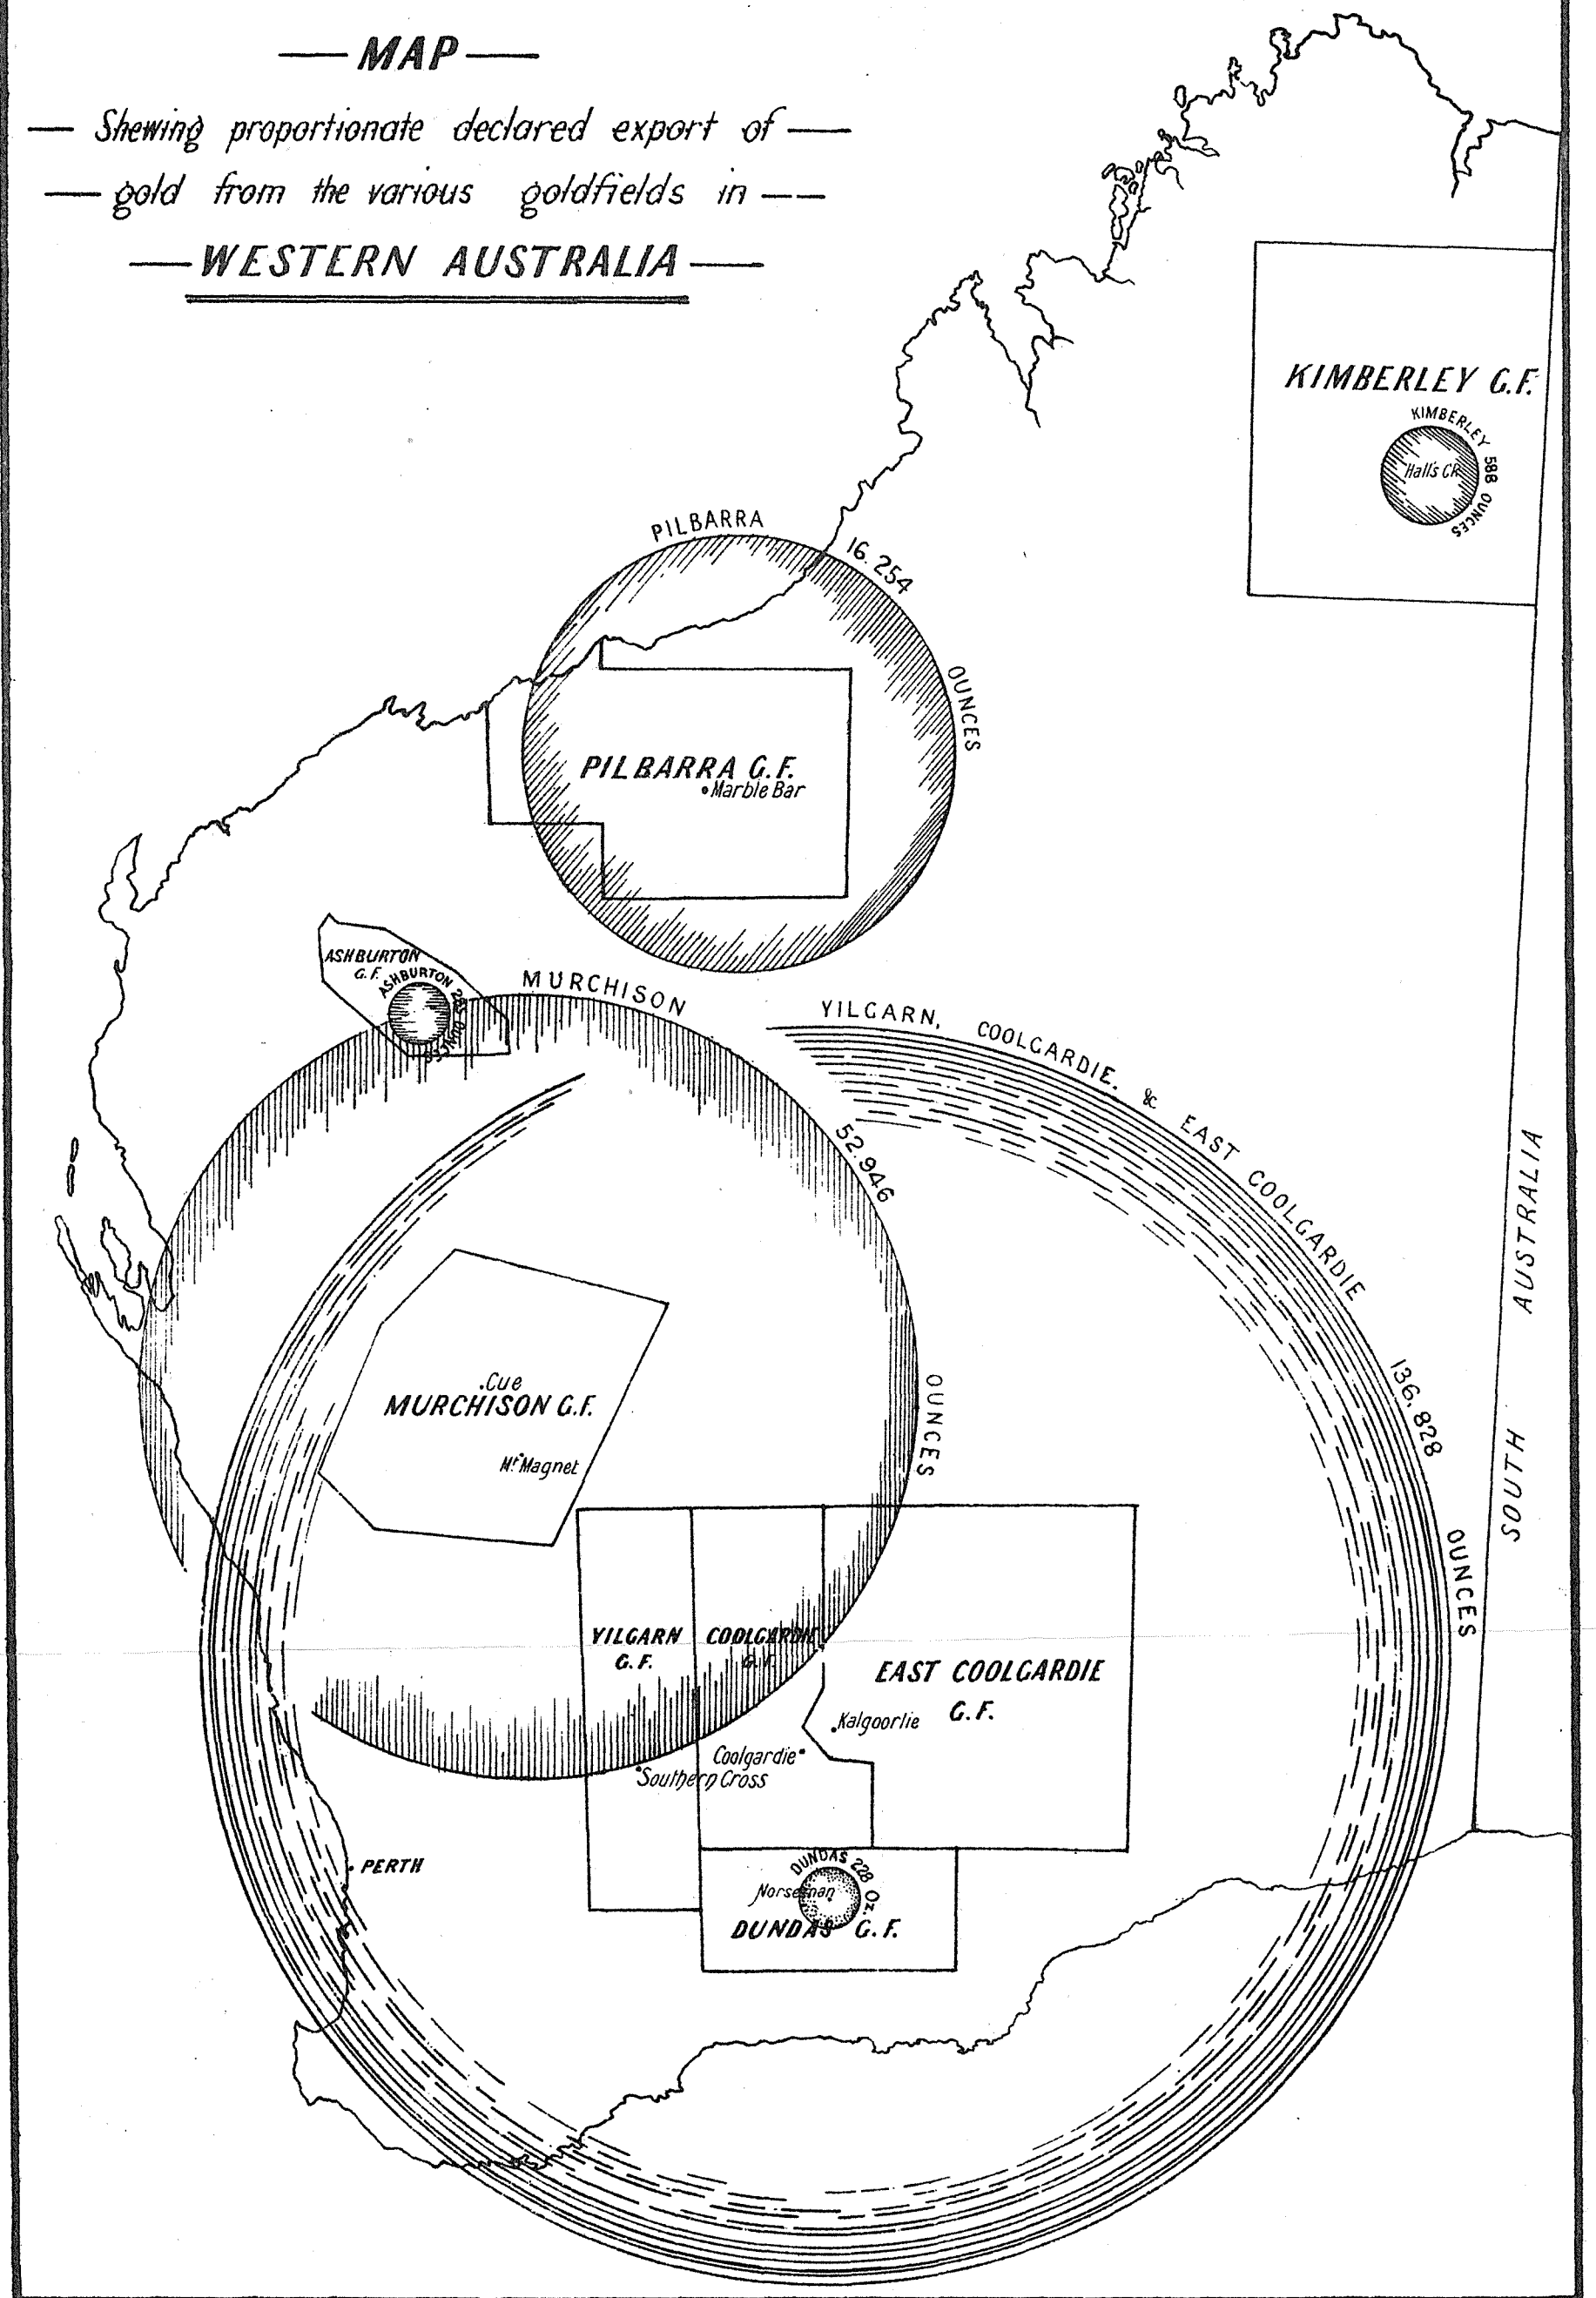 MAP
Shewing proportionate declared export of
gold from the various goldfields in
WESTERN AUSTRALIA
KIMBERLEY G.F.
KIMBERLEY 588 OUNCES
Hall's CR
PILBARRA 16.254 OUNCES
PILBARRA G.F.
Marble Bar
ASHBURTON
G.F.
ASHBURTON OUNCES
MURCHISON 52.946 OUNCES
YILGARN, COOLGARDIE, & EAST COOLGARDIE 136,828 OUNCES
SOUTH AUSTRALIA
Cue
MURCHISON G.F.
Mt Magnet
YILGARN
G.F.
COOLGARDIE
G.F.
EAST COOLGARDIE
G.F.
Kalgoorlie
Coolgardie
Southern Cross
PERTH
DUNDAS 228 Oz.
Norseman
DUNDAS G.F.